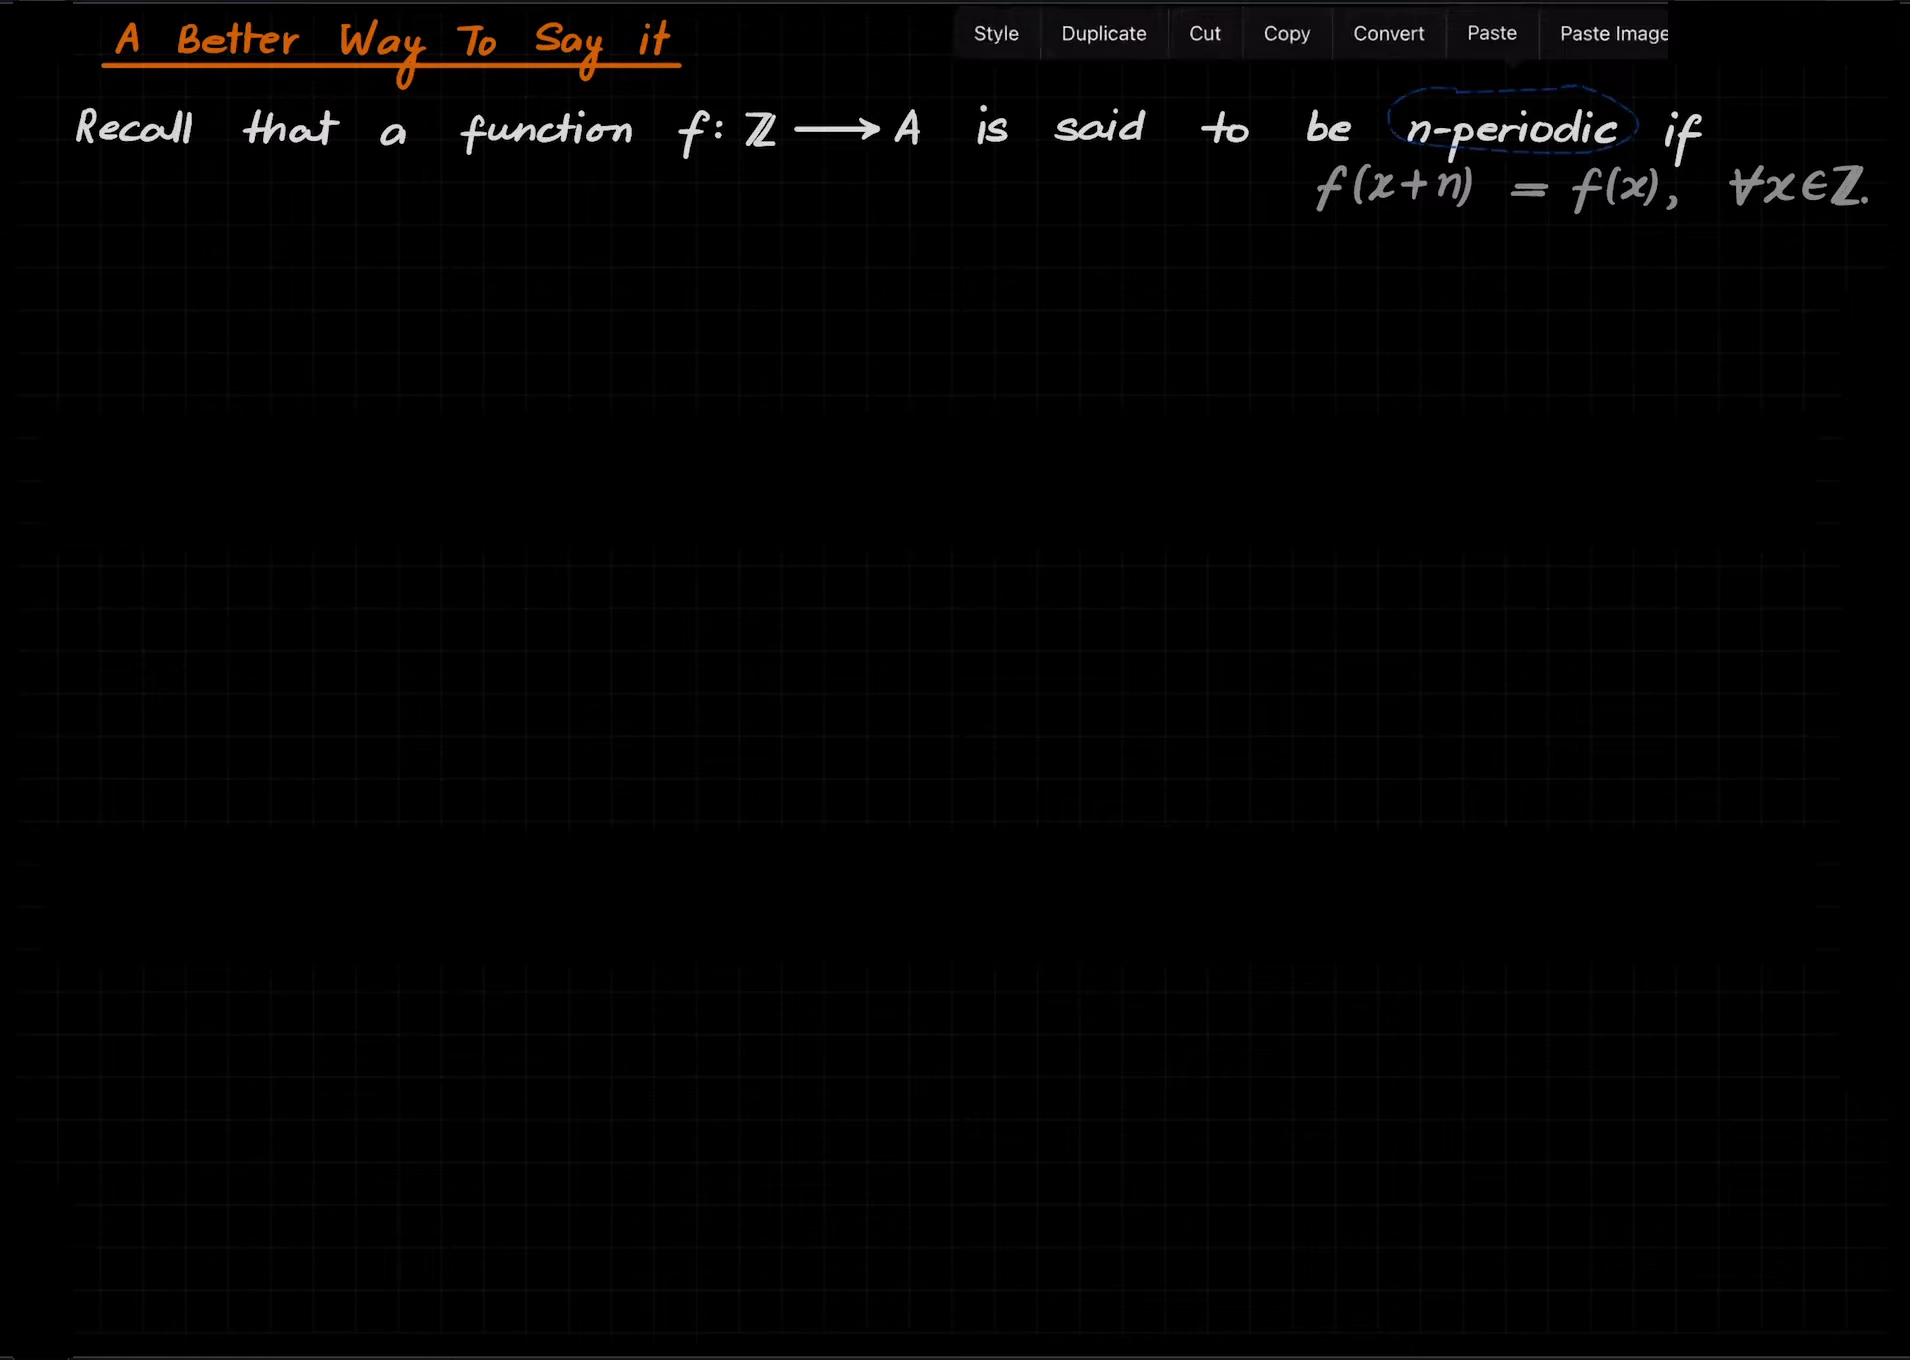 A Better Way To Say it
Style Duplicate Cut Copy Convert Paste Paste Image
Recall that a function f: ℤ ⟶ A is said to be n-periodic if
f(x+n) = f(x), ∀x∈ℤ.